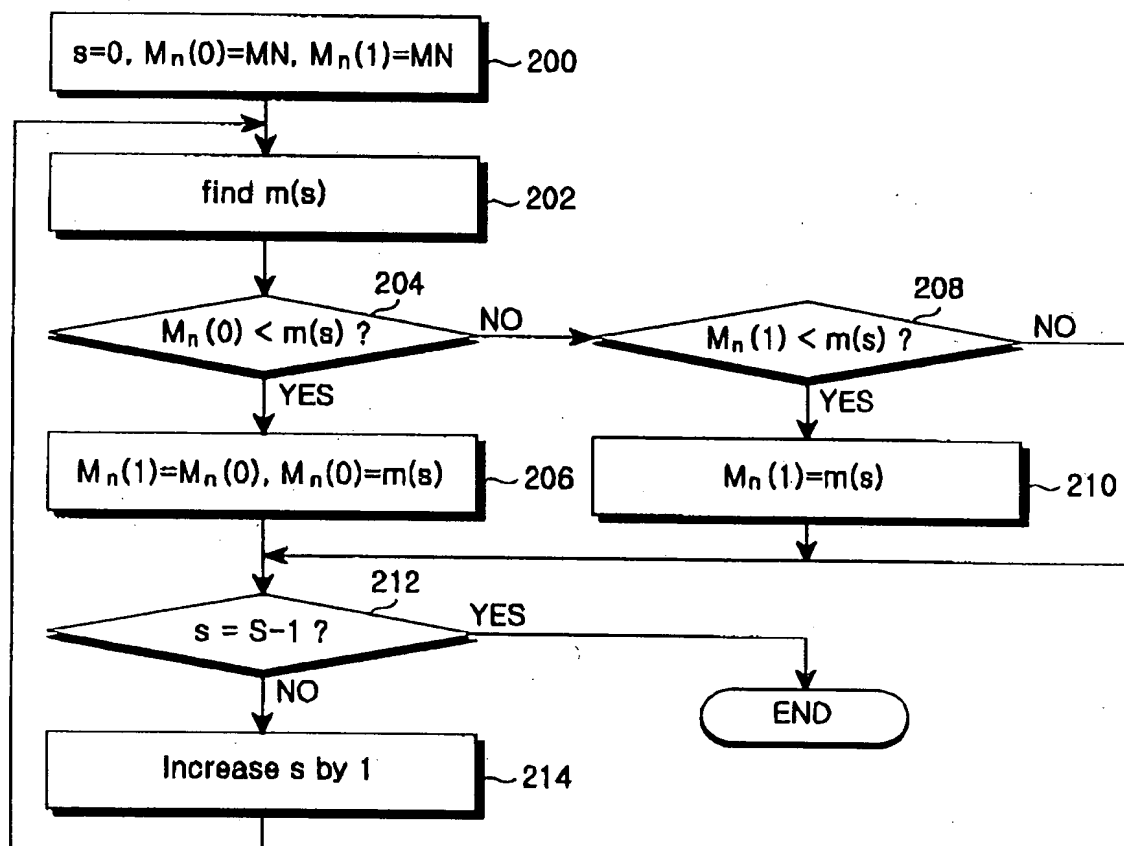 s=0, Mn(0)=MN, Mn(1)=MN
200
find m(s)
202
204
Mn(0) < m(s) ?
NO
208
Mn(1) < m(s) ?
NO
YES
YES
Mn(1)=Mn(0), Mn(0)=m(s)
206
Mn(1)=m(s)
210
212
s = S-1 ?
YES
NO
END
Increase s by 1
214